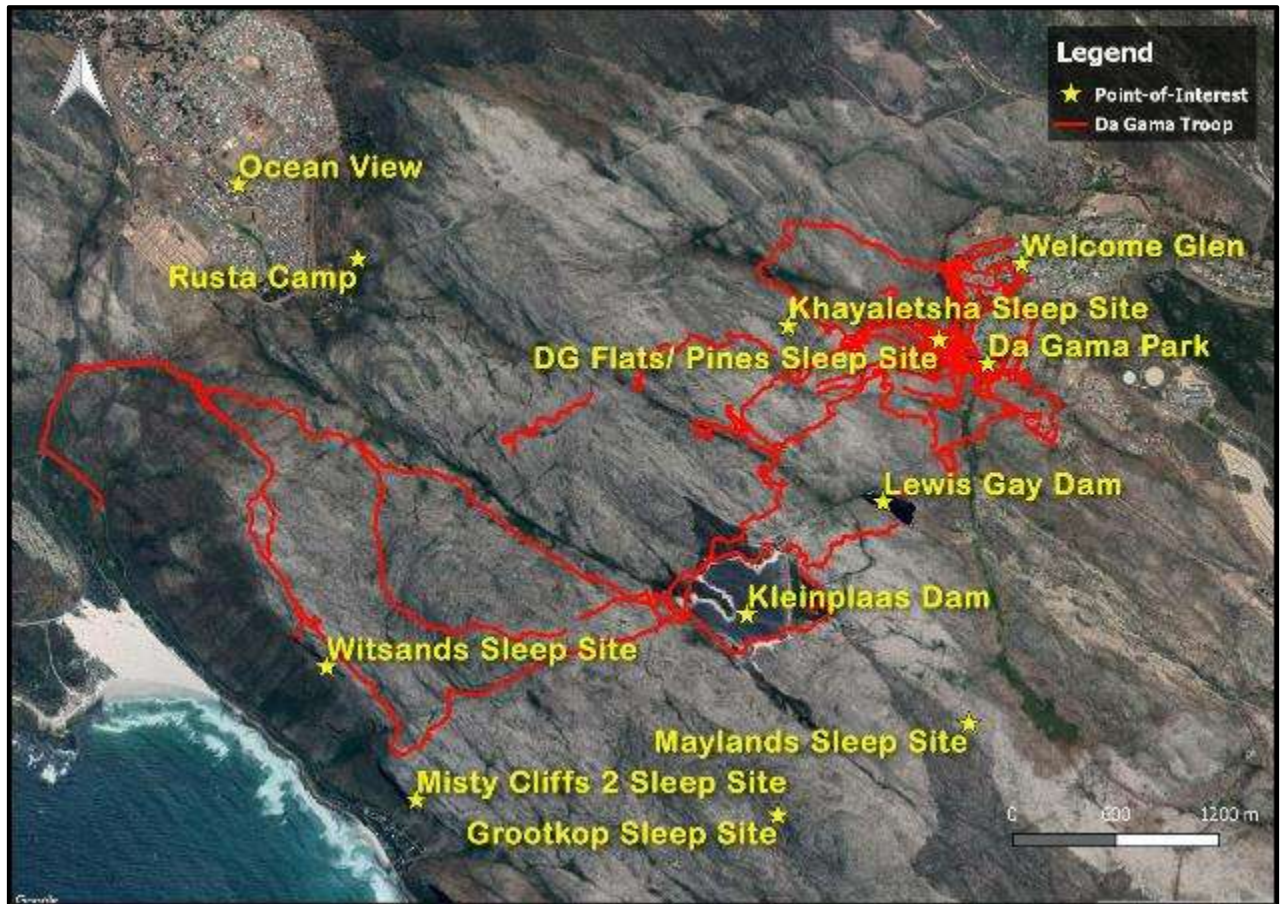 Legend
Point-of-Interest
Da Gama Troop
Ocean View
Rusta Camp
Welcome Glen
Khayaletsha Sleep Site
DG Flats/ Pines Sleep Site
Da Gama Park
Lewis Gay Dam
Kleinplaas Dam
Witsands Sleep Site
Maylands Sleep Site
Misty Cliffs 2 Sleep Site
Grootkop Sleep Site
0 600 1200 m
Google